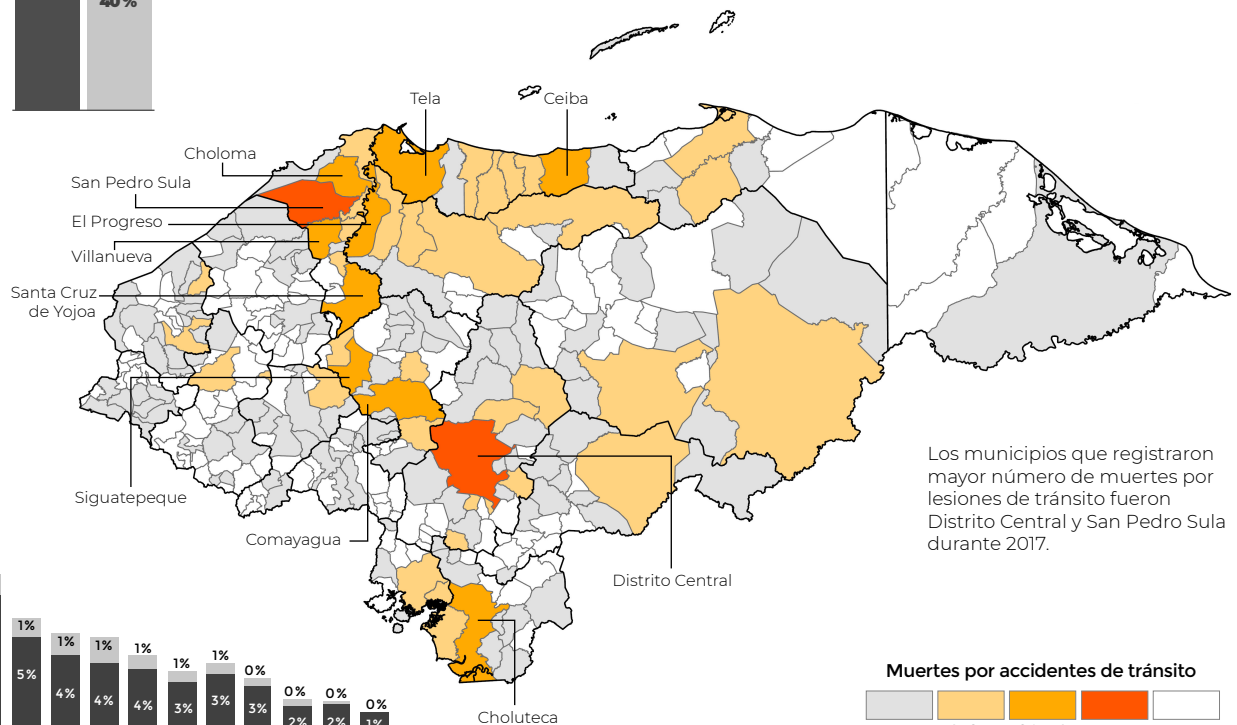 40%
Tela
Ceiba
Choloma
San Pedro Sula
El Progreso
Villanueva
Santa Cruz
de Yojoa
Siguatepeque
Comayagua
Distrito Central
Choluteca
Los municipios que registraron
mayor número de muertes por
lesiones de tránsito fueron
Distrito Central y San Pedro Sula
durante 2017.
1% 1% 1% 1% 1% 1% 0% 0% 0% 0%
5% 4% 4% 4% 3% 3% 3% 2% 2% 1%
Muertes por accidentes de tránsito